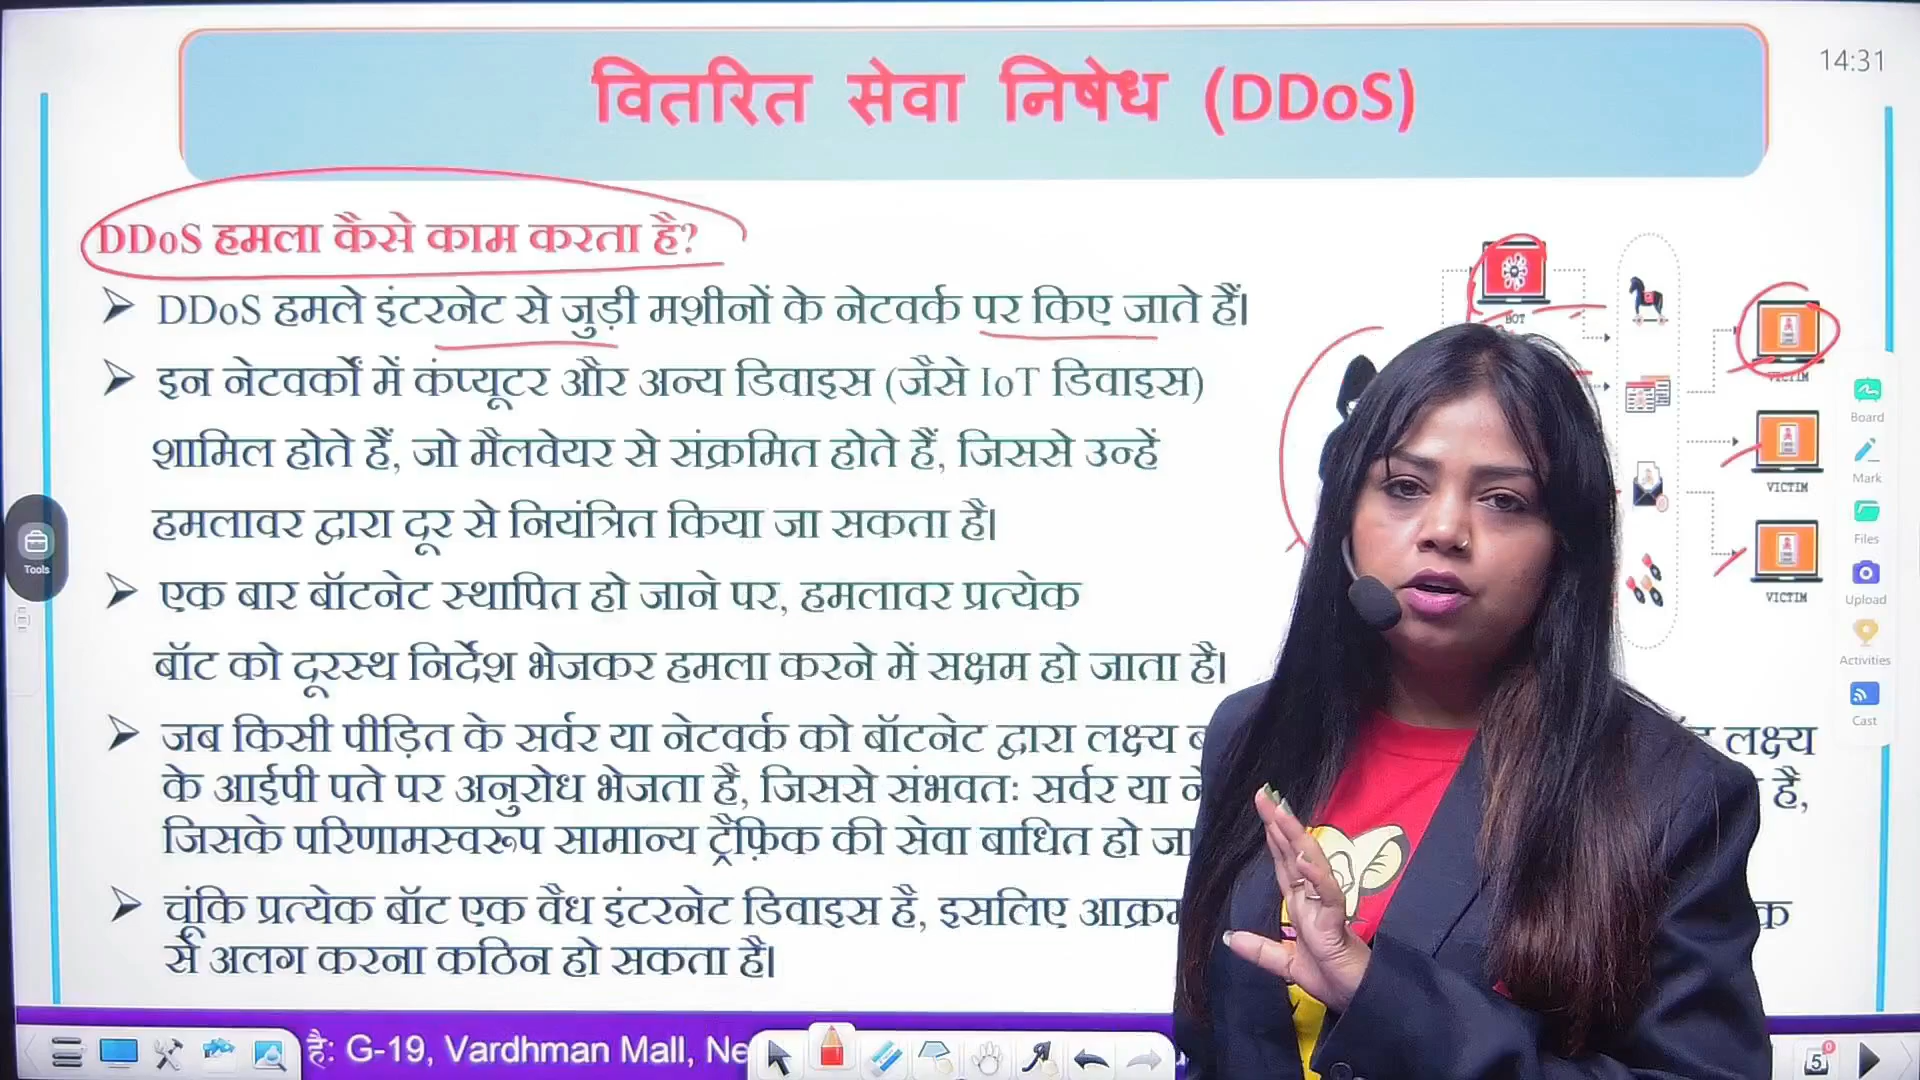 वितरित सेवा निषेध (DDoS)
14:31
DDoS हमला कैसे काम करता है?
➤ DDoS हमले इंटरनेट से जुड़ी मशीनों के नेटवर्क पर किए जाते हैं।
➤ इन नेटवर्कों में कंप्यूटर और अन्य डिवाइस (जैसे IoT डिवाइस)
शामिल होते हैं, जो मैलवेयर से संक्रमित होते हैं, जिससे उन्हें
हमलावर द्वारा दूर से नियंत्रित किया जा सकता है।
➤ एक बार बॉटनेट स्थापित हो जाने पर, हमलावर प्रत्येक
बॉट को दूरस्थ निर्देश भेजकर हमला करने में सक्षम हो जाता है।
➤ जब किसी पीड़ित के सर्वर या नेटवर्क को बॉटनेट द्वारा लक्ष्य लक्ष्य
के आईपी पते पर अनुरोध भेजता है, जिससे संभवतः सर्वर या है,
जिसके परिणामस्वरूप सामान्य ट्रैफ़िक की सेवा बाधित हो
➤ चूंकि प्रत्येक बॉट एक वैध इंटरनेट डिवाइस है, इसलिए
से अलग करना कठिन हो सकता है।
BOT
VICTIM
VICTIM
VICTIM
Board
Mark
Files
Upload
Activities
Cast
Tools
है: G-19, Vardhman Mall,
5
0